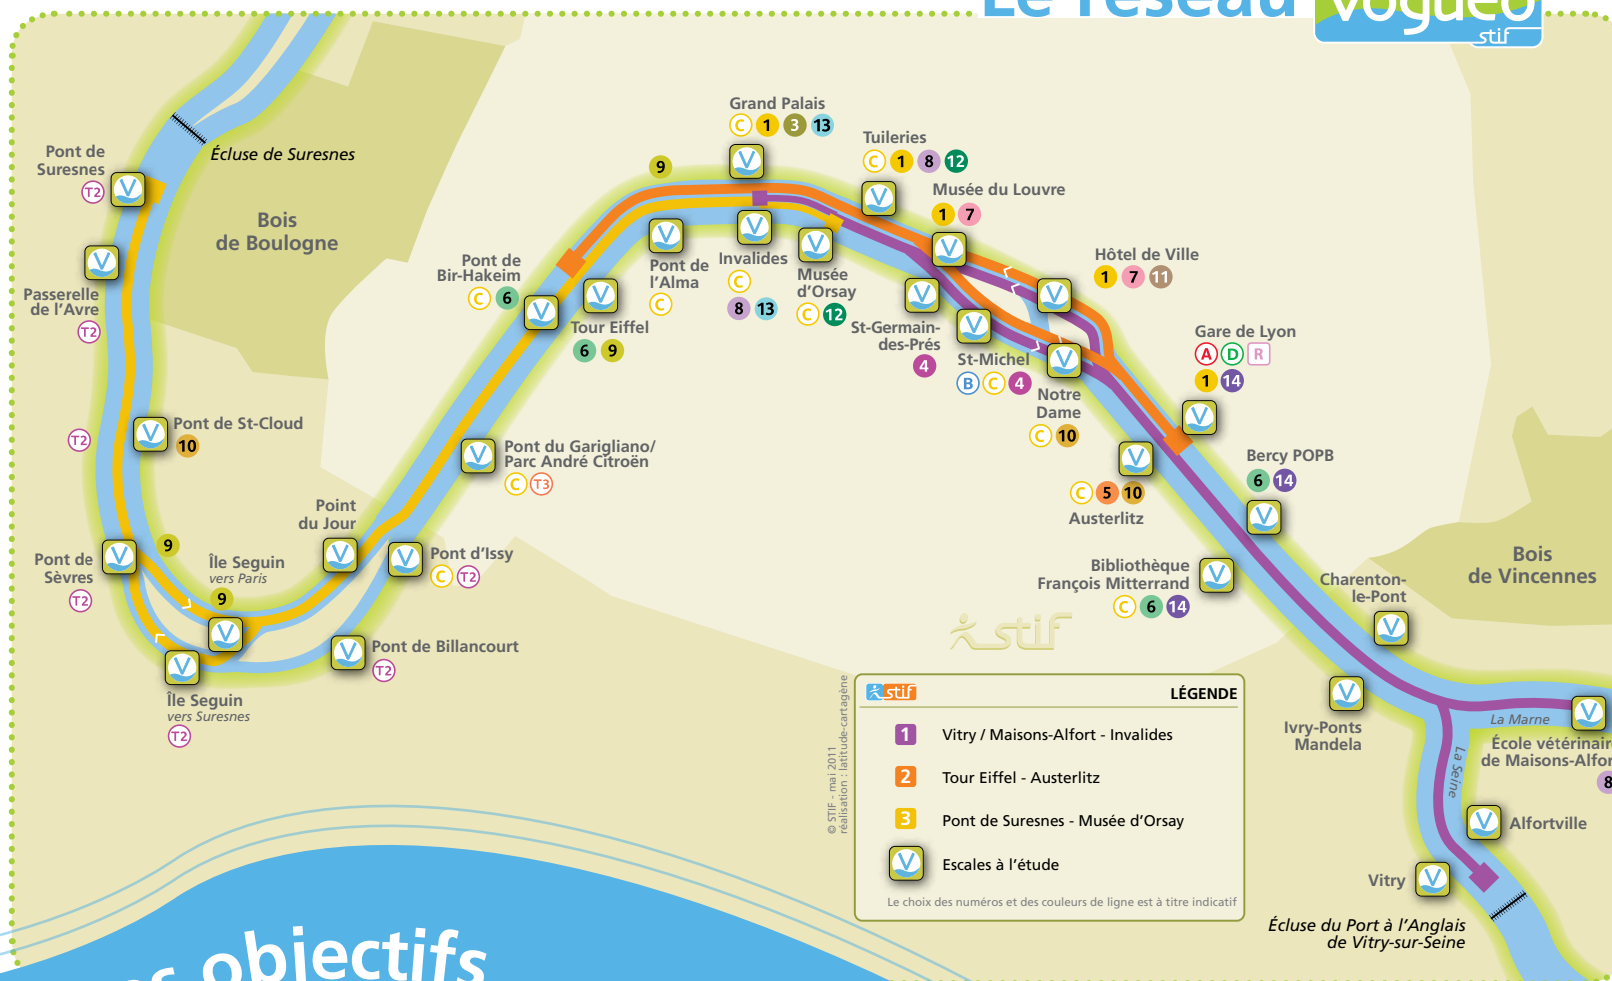 Le réseau
vogueo
stif
Grand Palais
C 1 3 13
Tuileries
C 1 8 12
Écluse de Suresnes
Pont de
Suresnes
T2
9
Musée du Louvre
1 7
Bois
de Boulogne
Hôtel de Ville
1 7 11
Pont de
Bir-Hakeim
C 6
Passerelle
de l'Avre
T2
Pont de
l'Alma
C
Invalides
C
8 13
Musée
d'Orsay
C 12
Tour Eiffel
6 9
St-Germain-
des-Prés
4
St-Michel
B C 4
Notre
Dame
C 10
Gare de Lyon
A D R
1 14
T2
Pont de St-Cloud
10
Pont du Garigliano/
Parc André Citroën
C T3
Bercy POPB
6 14
C 5 10
Austerlitz
Point
du Jour
Pont de
Sèvres
T2
9
Île Seguin
vers Paris
9
Pont d'Issy
C T2
Bibliothèque
François Mitterrand
C 6 14
Charenton-
le-Pont
Bois
de Vincennes
stif
Pont de Billancourt
T2
Île Seguin
vers Suresnes
T2
Ivry-Ponts
Mandela
La Marne
La Seine
École vétérinair
de Maisons-Alfor
8
Alfortville
Vitry
Écluse du Port à l'Anglais
de Vitry-sur-Seine
© STIF - mai 2011
réalisation : latitude-cartagène
stif
LÉGENDE
1 Vitry / Maisons-Alfort - Invalides
2 Tour Eiffel - Austerlitz
3 Pont de Suresnes - Musée d'Orsay
Escales à l'étude
Le choix des numéros et des couleurs de ligne est à titre indicatif
objectifs